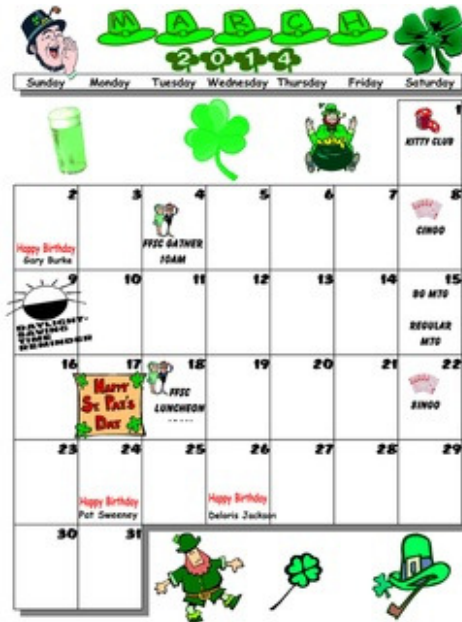 MARCH
2014
Sunday Monday Tuesday Wednesday Thursday Friday Saturday
1
KITTY CLUB
2 3 4 5 6 7 8
Happy Birthday
Gary Burke
FFSC GATHER
10AM
CINGO
9 10 11 12 13 14 15
DAYLIGHT-
SAVING
TIME
REMINDER
BG MTG
REGULAR
MTG
16 17 18 19 20 21 22
HAPPY
ST PAT'S
DAY
FFSC
LUNCHEON
BINGO
23 24 25 26 27 28 29
Happy Birthday
Pat Sweeney
Happy Birthday
Deloris Jackson
30 31